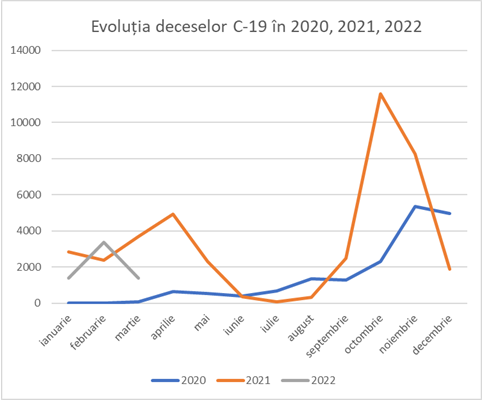 Evoluția deceselor C-19 în 2020, 2021, 2022
14000
12000
10000
8000
6000
4000
2000
0
ianuarie
februarie
martie
aprilie
mai
iunie
iulie
august
septembrie
octombrie
noiembrie
decembrie
2020
2021
2022